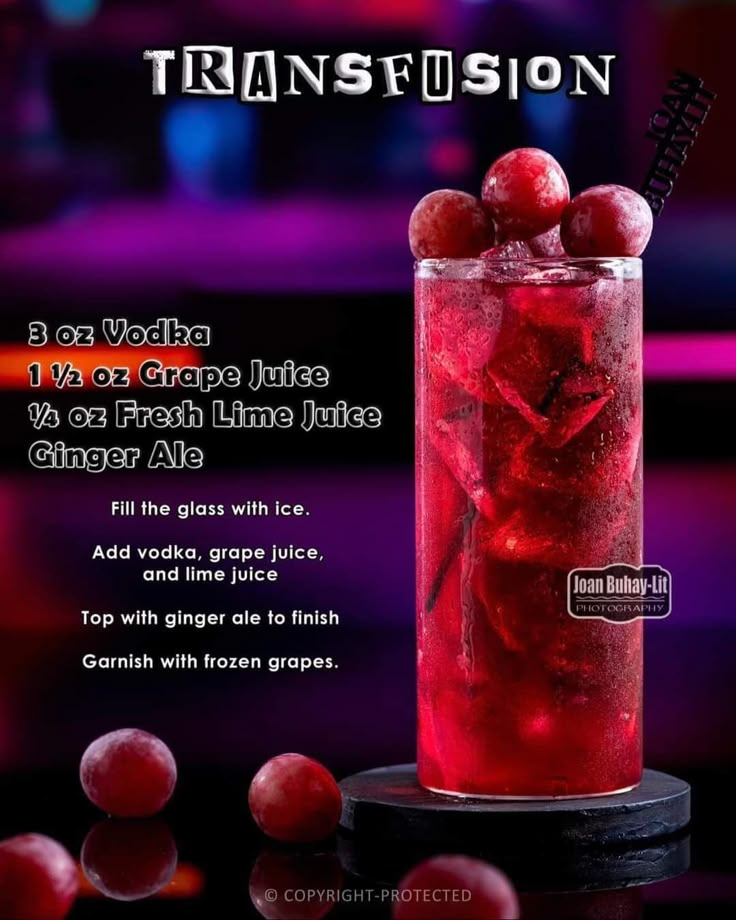 TRANSFUSION
JOAN
BUHAYLIT
3 oz Vodka
1 ½ oz Grape Juice
¼ oz Fresh Lime Juice
Ginger Ale
Fill the glass with ice.
Add vodka, grape juice,
and lime juice
Top with ginger ale to finish
Garnish with frozen grapes.
Joan Buhay-Lit
PHOTOGRAPHY
© COPYRIGHT-PROTECTED